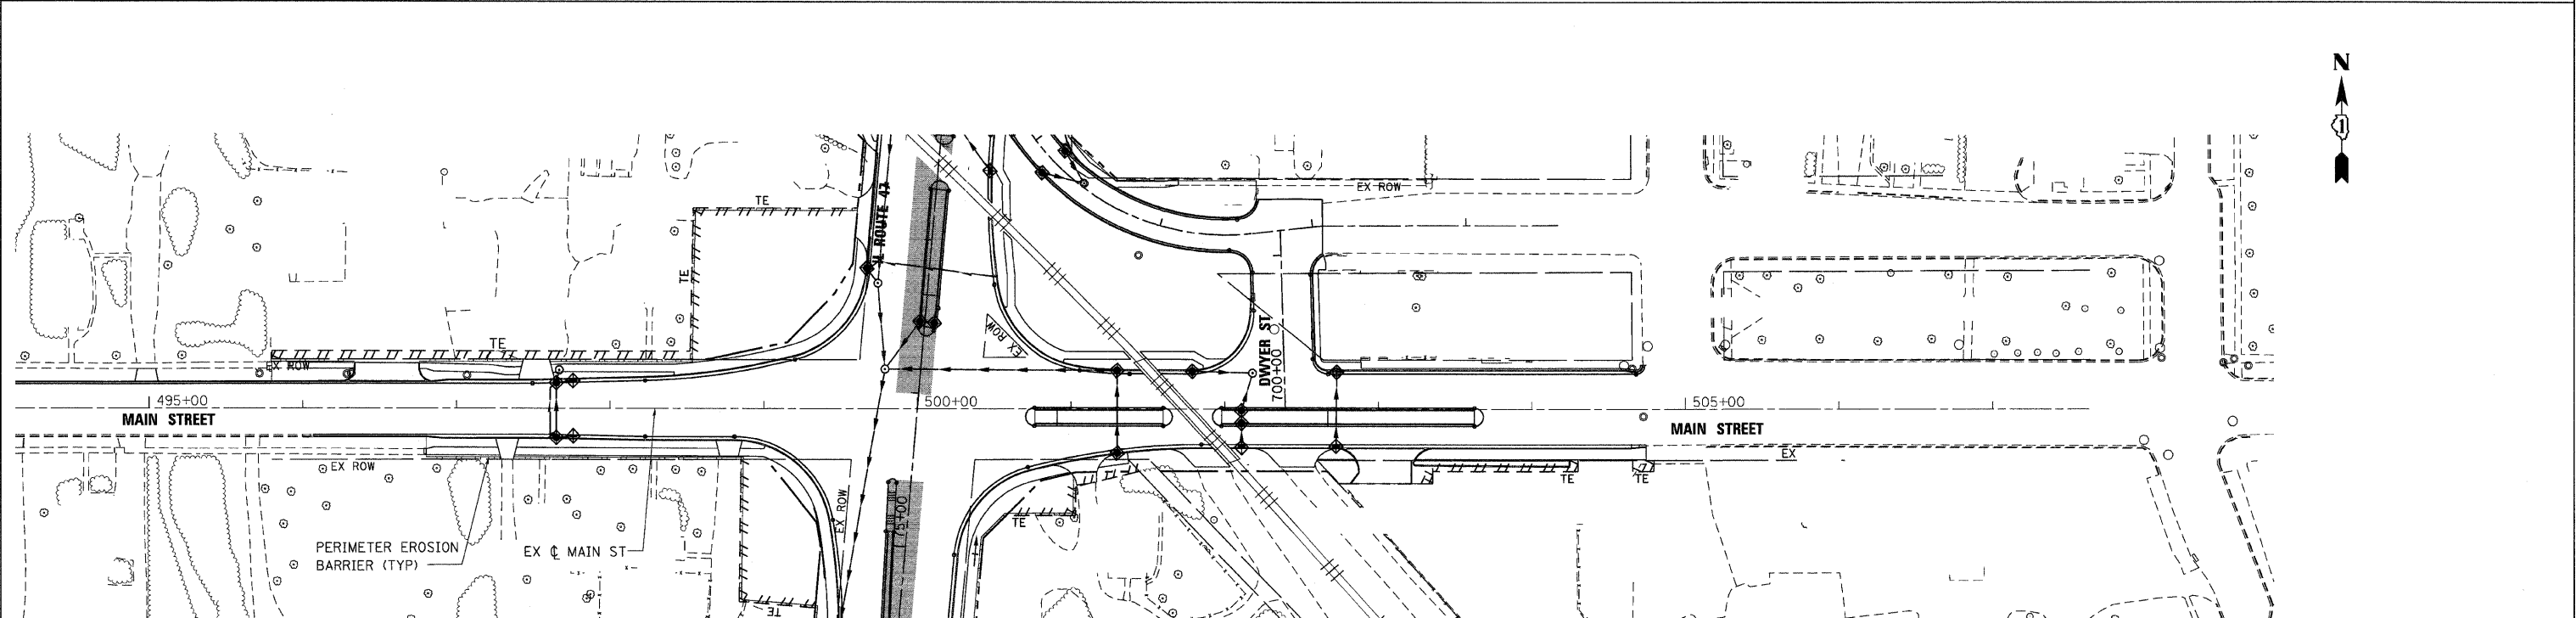 N
1
EX ROW
TE
IL ROUTE 47
TE
EX ROW
TE
EX ROW
DWYER ST
700+00
495+00
500+00
505+00
MAIN STREET
MAIN STREET
EX ROW
EX
TE
TE
EX ROW
75+00
TE
PERIMETER EROSION
BARRIER (TYP)
EX ℄ MAIN ST
TE